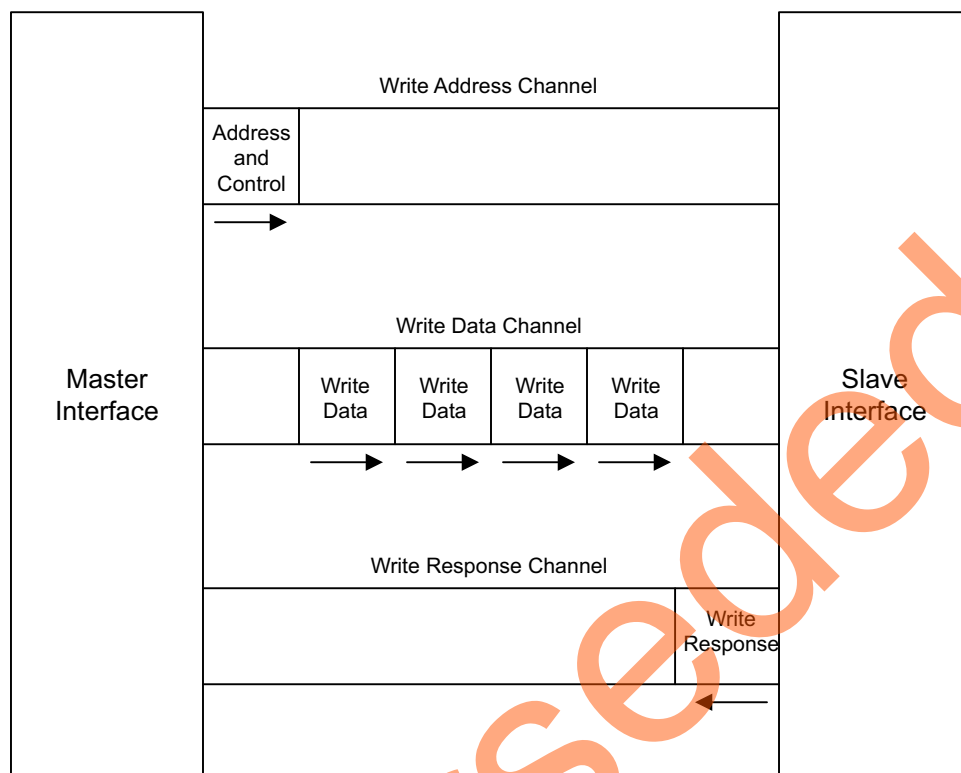 Write Address Channel
Address
and
Control
Write Data Channel
Master
Interface
Write
Data
Write
Data
Write
Data
Write
Data
Slave
Interface
Write Response Channel
Write
Response
seded